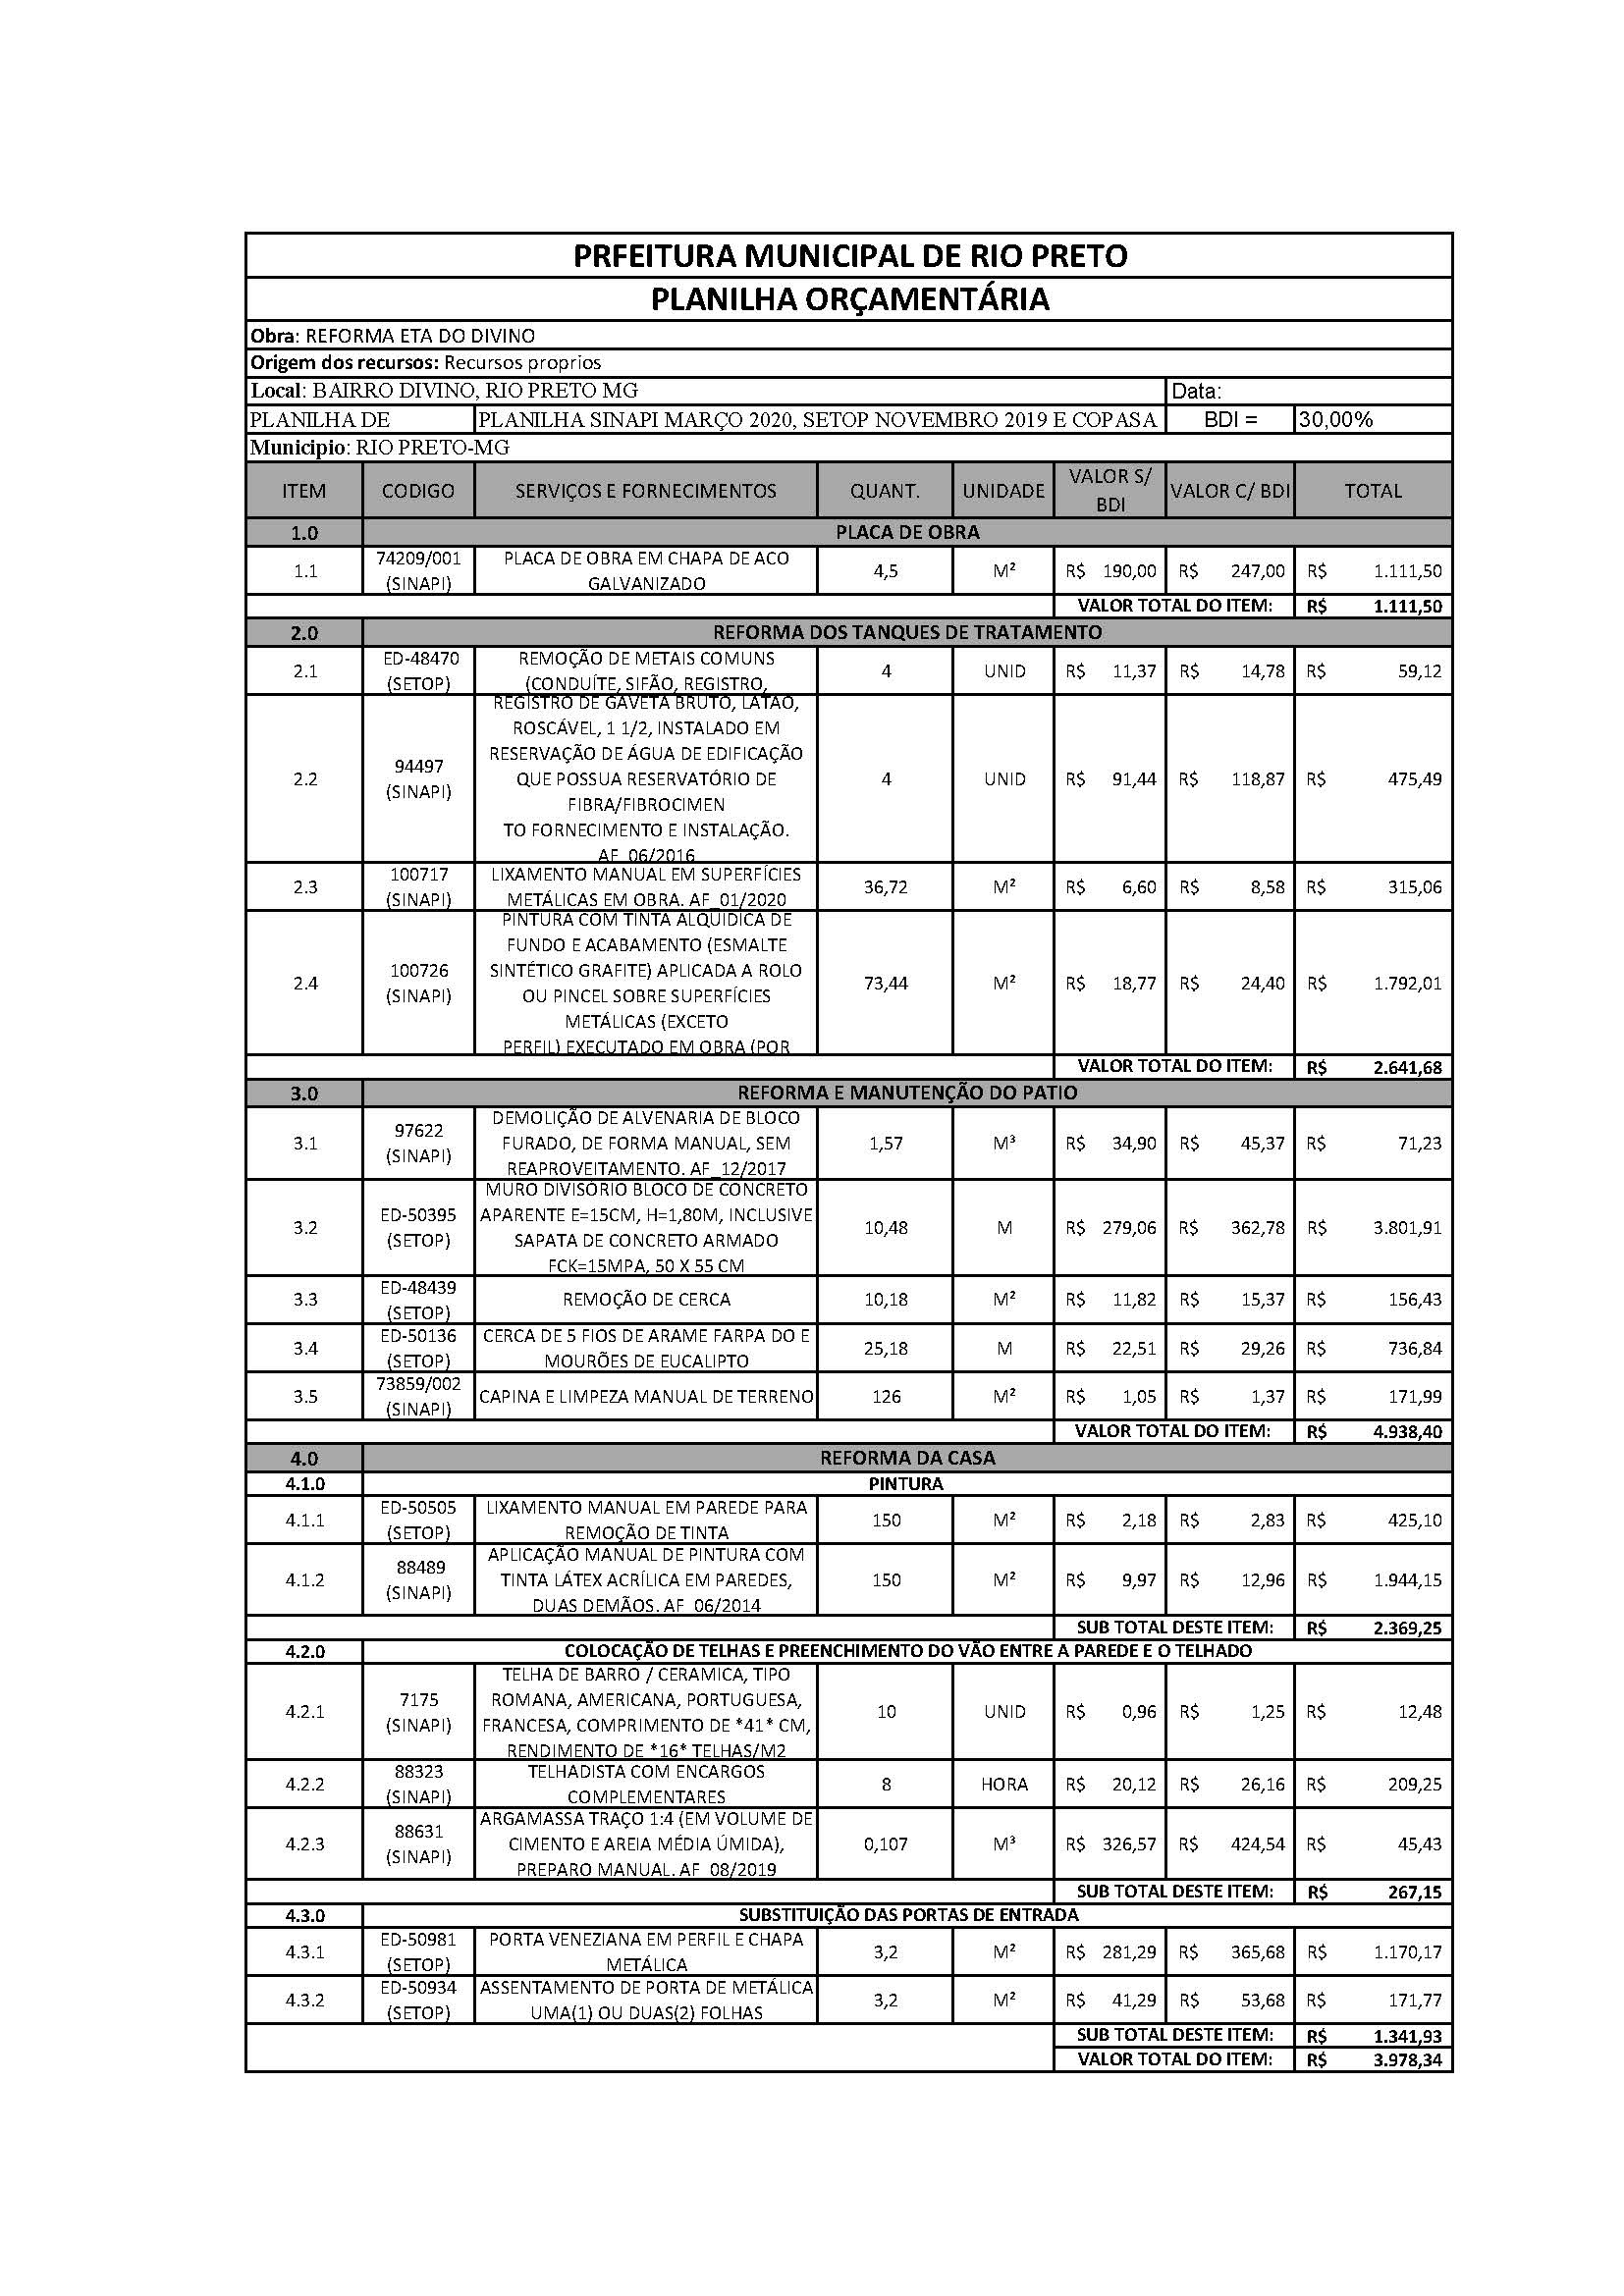 PRFEITURA MUNICIPAL DE RIO PRETO
PLANILHA ORÇAMENTÁRIA
Obra: REFORMA ETA DO DIVINO
Origem dos recursos: Recursos proprios
Local: BAIRRO DIVINO, RIO PRETO MG Data:
PLANILHA DE PLANILHA SINAPI MARÇO 2020, SETOP NOVEMBRO 2019 E COPASA BDI = 30,00%
Municipio: RIO PRETO-MG
ITEM CODIGO SERVIÇOS E FORNECIMENTOS QUANT. UNIDADE VALOR S/ BDI VALOR C/ BDI TOTAL
1.0 PLACA DE OBRA
1.1 74209/001 (SINAPI) PLACA DE OBRA EM CHAPA DE ACO GALVANIZADO 4,5 M² R$ 190,00 R$ 247,00 R$ 1.111,50
VALOR TOTAL DO ITEM: R$ 1.111,50
2.0 REFORMA DOS TANQUES DE TRATAMENTO
2.1 ED-48470 (SETOP) REMOÇÃO DE METAIS COMUNS (CONDUÍTE, SIFÃO, REGISTRO, 4 UNID R$ 11,37 R$ 14,78 R$ 59,12
2.2 94497 (SINAPI) REGISTRO DE GAVETA BRUTO, LATÃO, ROSCÁVEL, 1 1/2, INSTALADO EM RESERVAÇÃO DE ÁGUA DE EDIFICAÇÃO QUE POSSUA RESERVATÓRIO DE FIBRA/FIBROCIMEN TO FORNECIMENTO E INSTALAÇÃO. AF_06/2016 4 UNID R$ 91,44 R$ 118,87 R$ 475,49
2.3 100717 (SINAPI) LIXAMENTO MANUAL EM SUPERFÍCIES METÁLICAS EM OBRA. AF_01/2020 36,72 M² R$ 6,60 R$ 8,58 R$ 315,06
2.4 100726 (SINAPI) PINTURA COM TINTA ALQUIDICA DE FUNDO E ACABAMENTO (ESMALTE SINTÉTICO GRAFITE) APLICADA A ROLO OU PINCEL SOBRE SUPERFÍCIES METÁLICAS (EXCETO PERFIL) EXECUTADO EM OBRA (POR 73,44 M² R$ 18,77 R$ 24,40 R$ 1.792,01
VALOR TOTAL DO ITEM: R$ 2.641,68
3.0 REFORMA E MANUTENÇÃO DO PATIO
3.1 97622 (SINAPI) DEMOLIÇÃO DE ALVENARIA DE BLOCO FURADO, DE FORMA MANUAL, SEM REAPROVEITAMENTO. AF_12/2017 1,57 M³ R$ 34,90 R$ 45,37 R$ 71,23
3.2 ED-50395 (SETOP) MURO DIVISÓRIO BLOCO DE CONCRETO APARENTE E=15CM, H=1,80M, INCLUSIVE SAPATA DE CONCRETO ARMADO FCK=15MPA, 50 X 55 CM 10,48 M R$ 279,06 R$ 362,78 R$ 3.801,91
3.3 ED-48439 (SETOP) REMOÇÃO DE CERCA 10,18 M² R$ 11,82 R$ 15,37 R$ 156,43
3.4 ED-50136 (SETOP) CERCA DE 5 FIOS DE ARAME FARPA DO E MOURÕES DE EUCALIPTO 25,18 M R$ 22,51 R$ 29,26 R$ 736,84
3.5 73859/002 (SINAPI) CAPINA E LIMPEZA MANUAL DE TERRENO 126 M² R$ 1,05 R$ 1,37 R$ 171,99
VALOR TOTAL DO ITEM: R$ 4.938,40
4.0 REFORMA DA CASA
4.1.0 PINTURA
4.1.1 ED-50505 (SETOP) LIXAMENTO MANUAL EM PAREDE PARA REMOÇÃO DE TINTA 150 M² R$ 2,18 R$ 2,83 R$ 425,10
4.1.2 88489 (SINAPI) APLICAÇÃO MANUAL DE PINTURA COM TINTA LÁTEX ACRÍLICA EM PAREDES, DUAS DEMÃOS. AF_06/2014 150 M² R$ 9,97 R$ 12,96 R$ 1.944,15
SUB TOTAL DESTE ITEM: R$ 2.369,25
4.2.0 COLOCAÇÃO DE TELHAS E PREENCHIMENTO DO VÃO ENTRE A PAREDE E O TELHADO
4.2.1 7175 (SINAPI) TELHA DE BARRO / CERAMICA, TIPO ROMANA, AMERICANA, PORTUGUESA, FRANCESA, COMPRIMENTO DE *41* CM, RENDIMENTO DE *16* TELHAS/M2 10 UNID R$ 0,96 R$ 1,25 R$ 12,48
4.2.2 88323 (SINAPI) TELHADISTA COM ENCARGOS COMPLEMENTARES 8 HORA R$ 20,12 R$ 26,16 R$ 209,25
4.2.3 88631 (SINAPI) ARGAMASSA TRAÇO 1:4 (EM VOLUME DE CIMENTO E AREIA MÉDIA ÚMIDA), PREPARO MANUAL. AF_08/2019 0,107 M³ R$ 326,57 R$ 424,54 R$ 45,43
SUB TOTAL DESTE ITEM: R$ 267,15
4.3.0 SUBSTITUIÇÃO DAS PORTAS DE ENTRADA
4.3.1 ED-50981 (SETOP) PORTA VENEZIANA EM PERFIL E CHAPA METÁLICA 3,2 M² R$ 281,29 R$ 365,68 R$ 1.170,17
4.3.2 ED-50934 (SETOP) ASSENTAMENTO DE PORTA DE METÁLICA UMA(1) OU DUAS(2) FOLHAS 3,2 M² R$ 41,29 R$ 53,68 R$ 171,77
SUB TOTAL DESTE ITEM: R$ 1.341,93
VALOR TOTAL DO ITEM: R$ 3.978,34